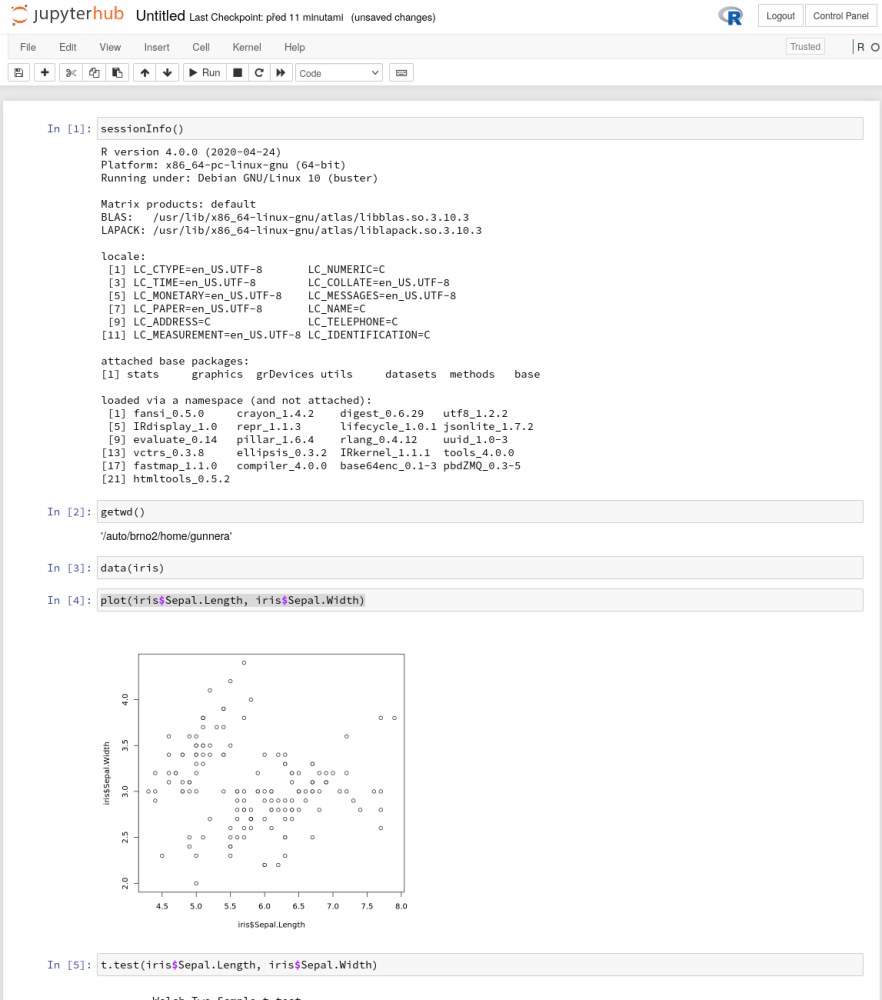 jupyterhub Untitled Last Checkpoint: před 11 minutami (unsaved changes) R Logout Control Panel
File Edit View Insert Cell Kernel Help Trusted R
Run Code
In [1]: sessionInfo()
R version 4.0.0 (2020-04-24)
Platform: x86_64-pc-linux-gnu (64-bit)
Running under: Debian GNU/Linux 10 (buster)
Matrix products: default
BLAS: /usr/lib/x86_64-linux-gnu/atlas/libblas.so.3.10.3
LAPACK: /usr/lib/x86_64-linux-gnu/atlas/liblapack.so.3.10.3
locale:
[1] LC_CTYPE=en_US.UTF-8 LC_NUMERIC=C
[3] LC_TIME=en_US.UTF-8 LC_COLLATE=en_US.UTF-8
[5] LC_MONETARY=en_US.UTF-8 LC_MESSAGES=en_US.UTF-8
[7] LC_PAPER=en_US.UTF-8 LC_NAME=C
[9] LC_ADDRESS=C LC_TELEPHONE=C
[11] LC_MEASUREMENT=en_US.UTF-8 LC_IDENTIFICATION=C
attached base packages:
[1] stats graphics grDevices utils datasets methods base
loaded via a namespace (and not attached):
[1] fansi_0.5.0 crayon_1.4.2 digest_0.6.29 utf8_1.2.2
[5] IRdisplay_1.0 repr_1.1.3 lifecycle_1.0.1 jsonlite_1.7.2
[9] evaluate_0.14 pillar_1.6.4 rlang_0.4.12 uuid_1.0-3
[13] vctrs_0.3.8 ellipsis_0.3.2 IRkernel_1.1.1 tools_4.0.0
[17] fastmap_1.1.0 compiler_4.0.0 base64enc_0.1-3 pbdZMQ_0.3-5
[21] htmltools_0.5.2
In [2]: getwd()
'/auto/brno2/home/gunnera'
In [3]: data(iris)
In [4]: plot(iris$Sepal.Length, iris$Sepal.Width)
iris$Sepal.Width
4.0
3.5
3.0
2.5
2.0
4.5 5.0 5.5 6.0 6.5 7.0 7.5 8.0
iris$Sepal.Length
In [5]: t.test(iris$Sepal.Length, iris$Sepal.Width)
Welch Two Sample t-test